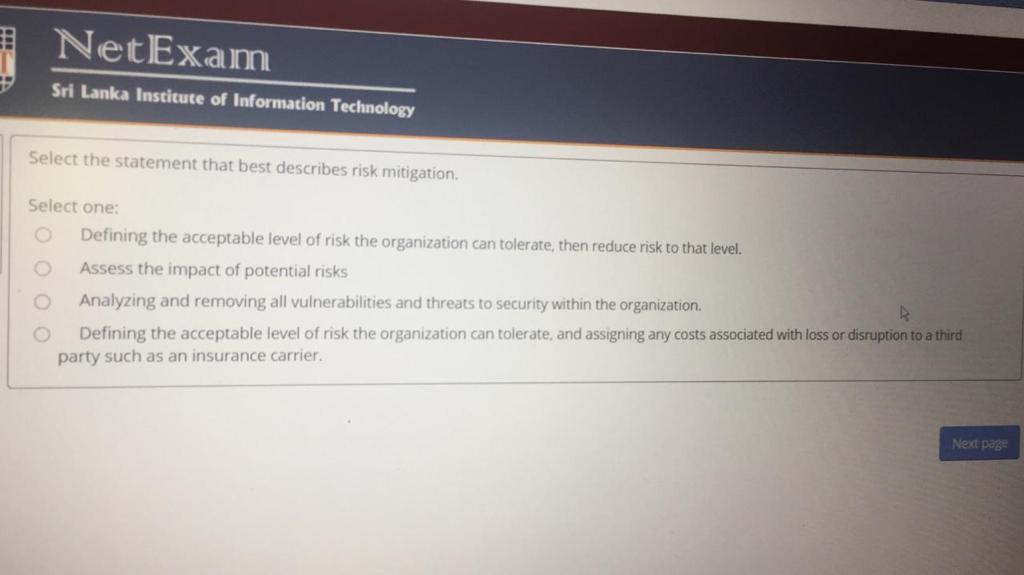 NetExam
Sri Lanka Institute of Information Technology
Select the statement that best describes risk mitigation.
Select one:
Defining the acceptable level of risk the organization can tolerate, then reduce risk to that level.
Assess the impact of potential risks
Analyzing and removing all vulnerabilities and threats to security within the organization.
Defining the acceptable level of risk the organization can tolerate, and assigning any costs associated with loss or disruption to a third
party such as an insurance carrier.
Next page